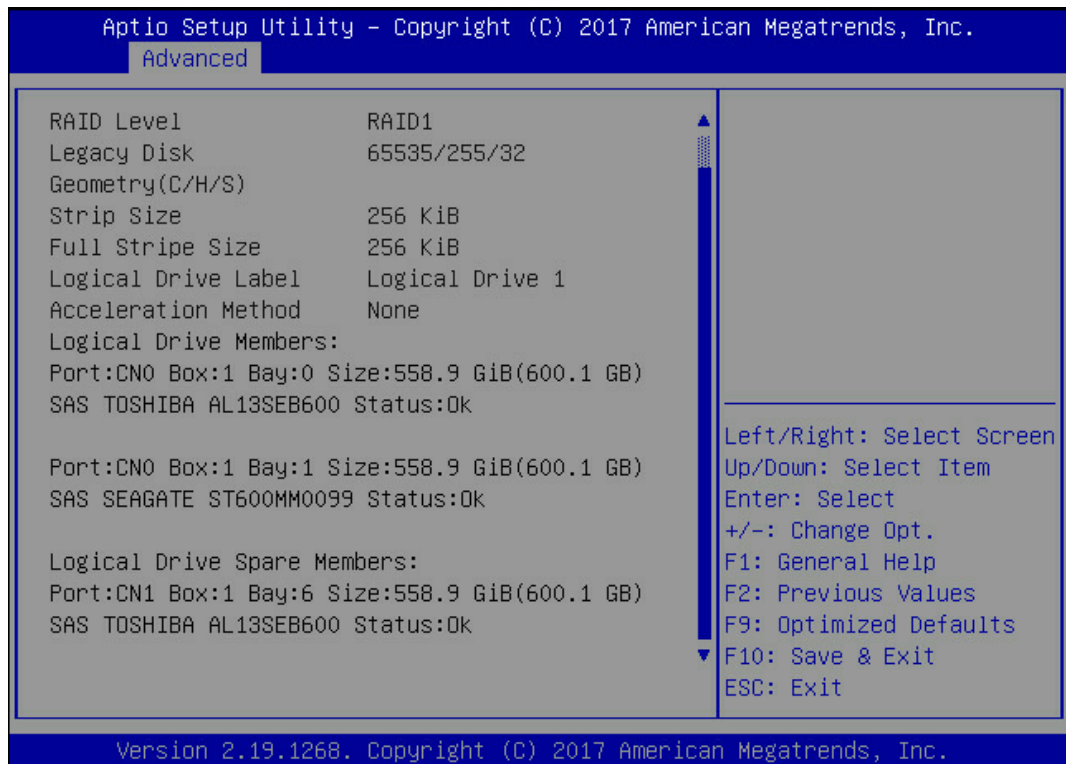 Aptio Setup Utility – Copyright (C) 2017 American Megatrends, Inc.
Advanced
RAID Level RAID1
Legacy Disk 65535/255/32
Geometry(C/H/S)
Strip Size 256 KiB
Full Stripe Size 256 KiB
Logical Drive Label Logical Drive 1
Acceleration Method None
Logical Drive Members:
Port:CN0 Box:1 Bay:0 Size:558.9 GiB(600.1 GB)
SAS TOSHIBA AL13SEB600 Status:Ok
Port:CN0 Box:1 Bay:1 Size:558.9 GiB(600.1 GB)
SAS SEAGATE ST600MM0099 Status:Ok
Logical Drive Spare Members:
Port:CN1 Box:1 Bay:6 Size:558.9 GiB(600.1 GB)
SAS TOSHIBA AL13SEB600 Status:Ok
Left/Right: Select Screen
Up/Down: Select Item
Enter: Select
+/-: Change Opt.
F1: General Help
F2: Previous Values
F9: Optimized Defaults
F10: Save & Exit
ESC: Exit
Version 2.19.1268. Copyright (C) 2017 American Megatrends, Inc.